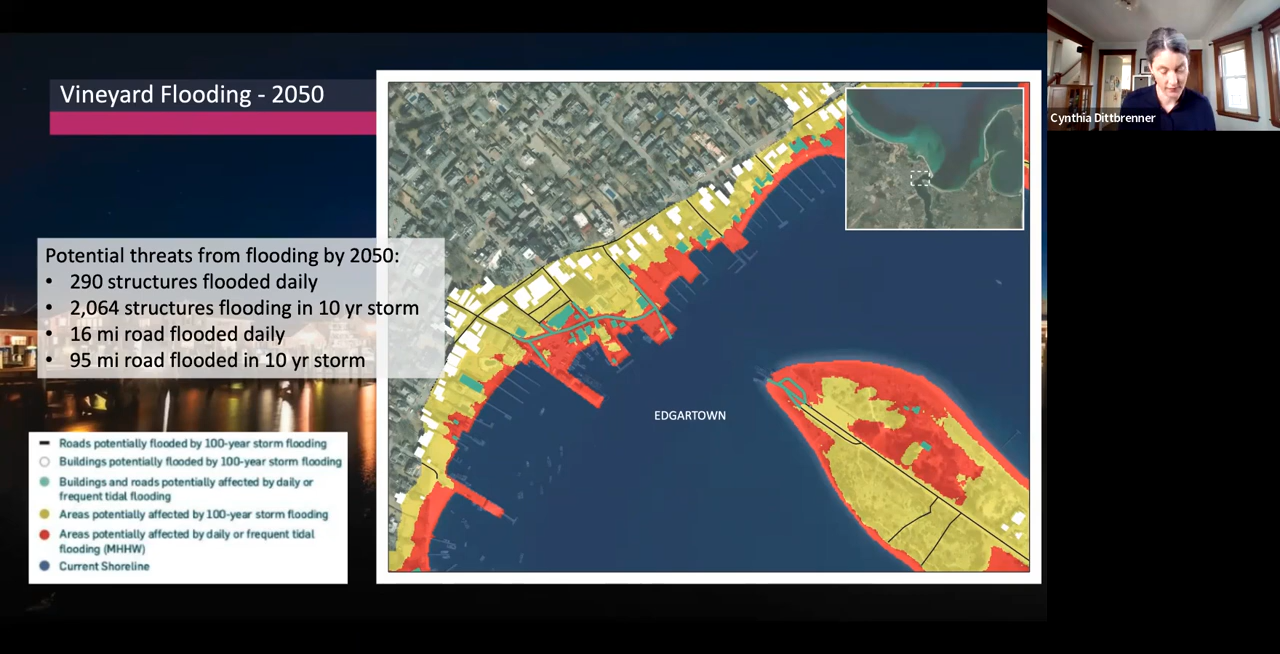 Vineyard Flooding - 2050
Potential threats from flooding by 2050:
• 290 structures flooded daily
• 2,064 structures flooding in 10 yr storm
• 16 mi road flooded daily
• 95 mi road flooded in 10 yr storm
Roads potentially flooded by 100-year storm flooding
Buildings potentially flooded by 100-year storm flooding
Buildings and roads potentially affected by daily or
frequent tidal flooding
Areas potentially affected by 100-year storm flooding
Areas potentially affected by daily or frequent tidal
flooding (MHHW)
Current Shoreline
EDGARTOWN
Cynthia Dittbrenner